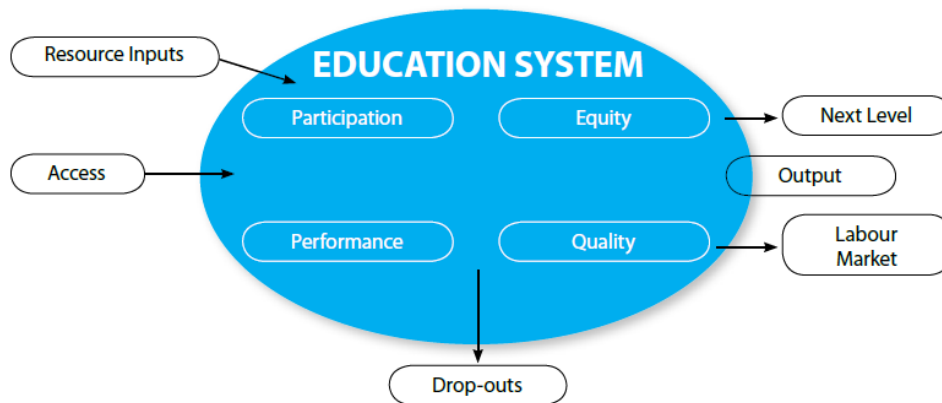 Resource Inputs
EDUCATION SYSTEM
Participation
Equity
Next Level
Access
Output
Performance
Quality
Labour
Market
Drop-outs